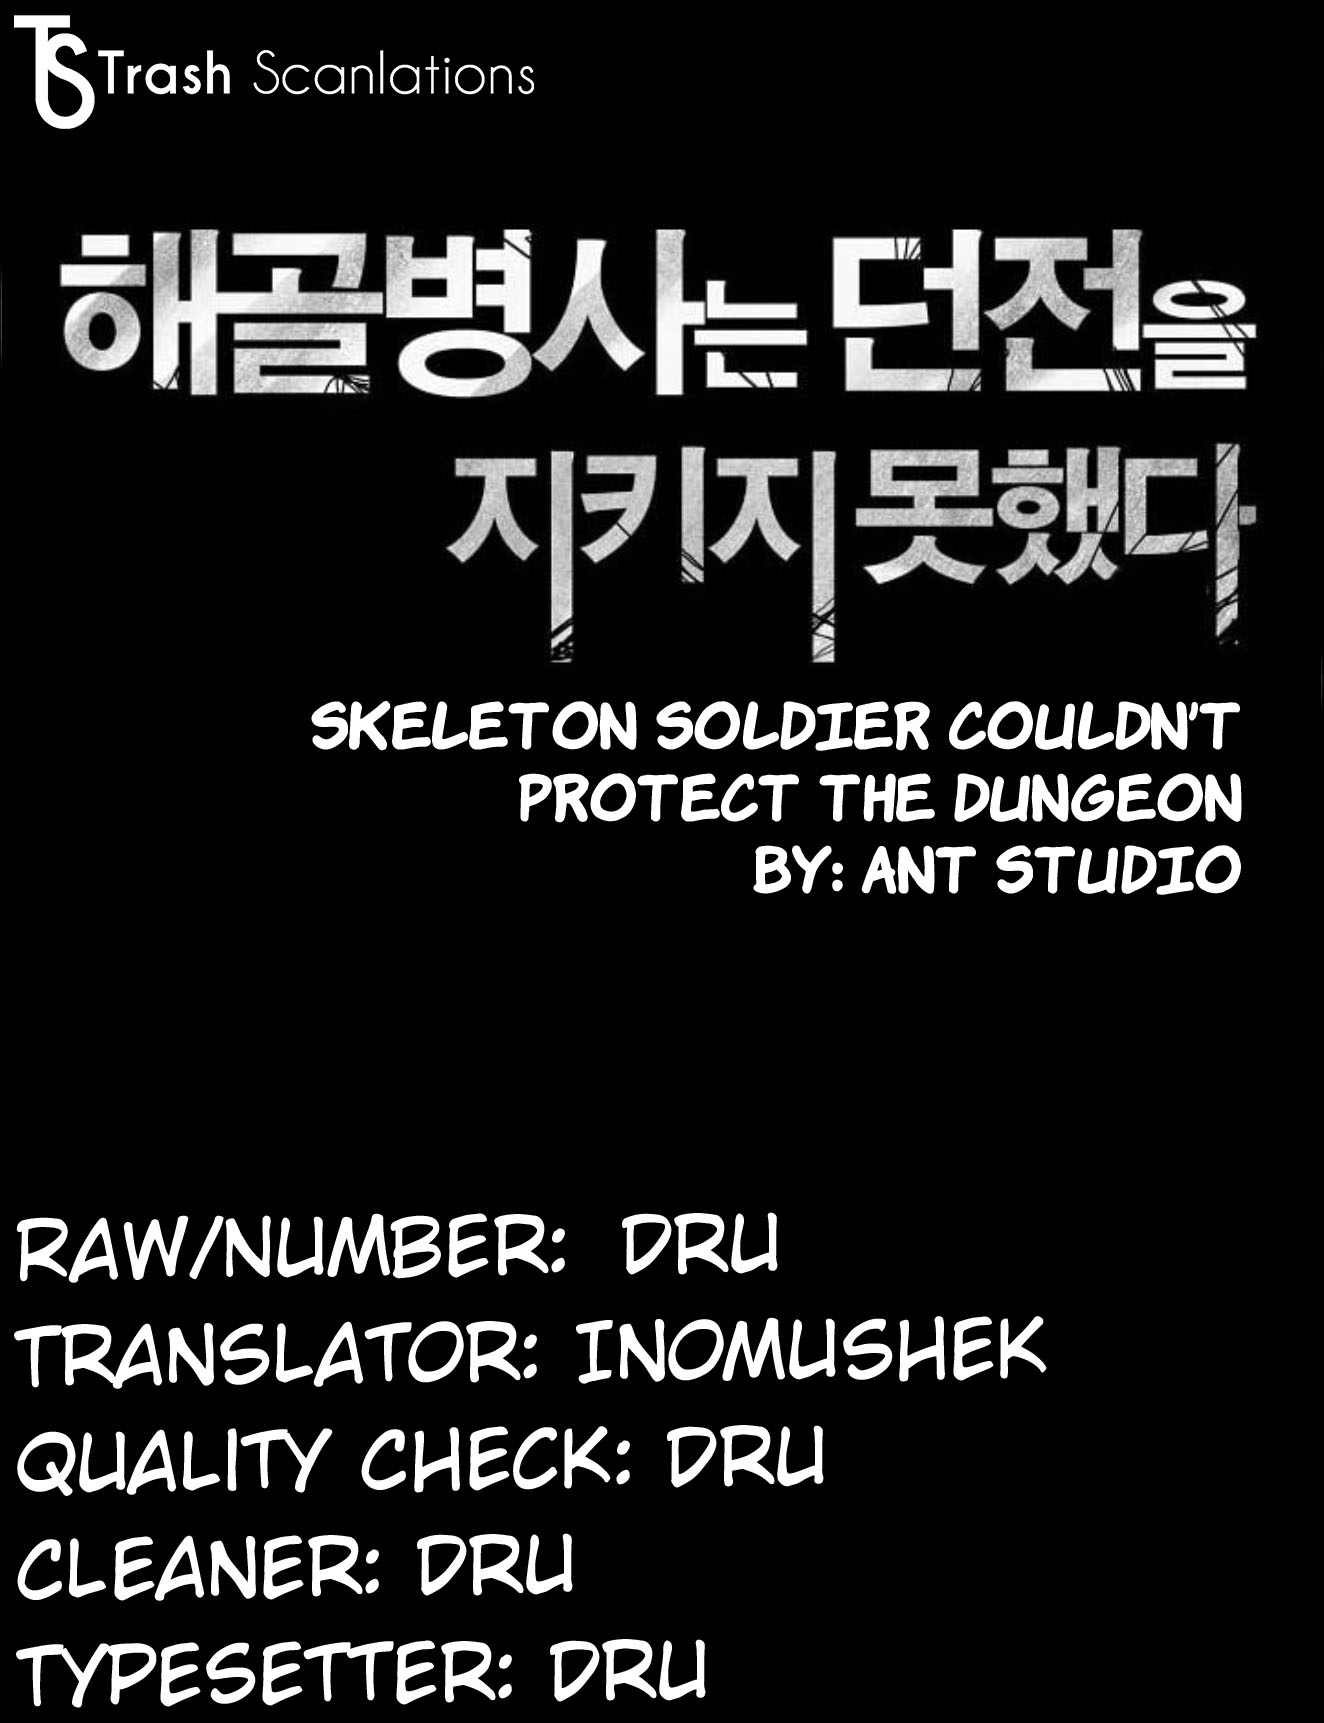 TS Trash Scanlations
해골병사는 던전을
지키지 못했다
SKELETON SOLDIER COULDN'T
PROTECT THE DUNGEON
BY: ANT STUDIO
RAW/NUMBER: DRU
TRANSLATOR: INOMUSHEK
QUALITY CHECK: DRU
CLEANER: DRU
TYPESETTER: DRU